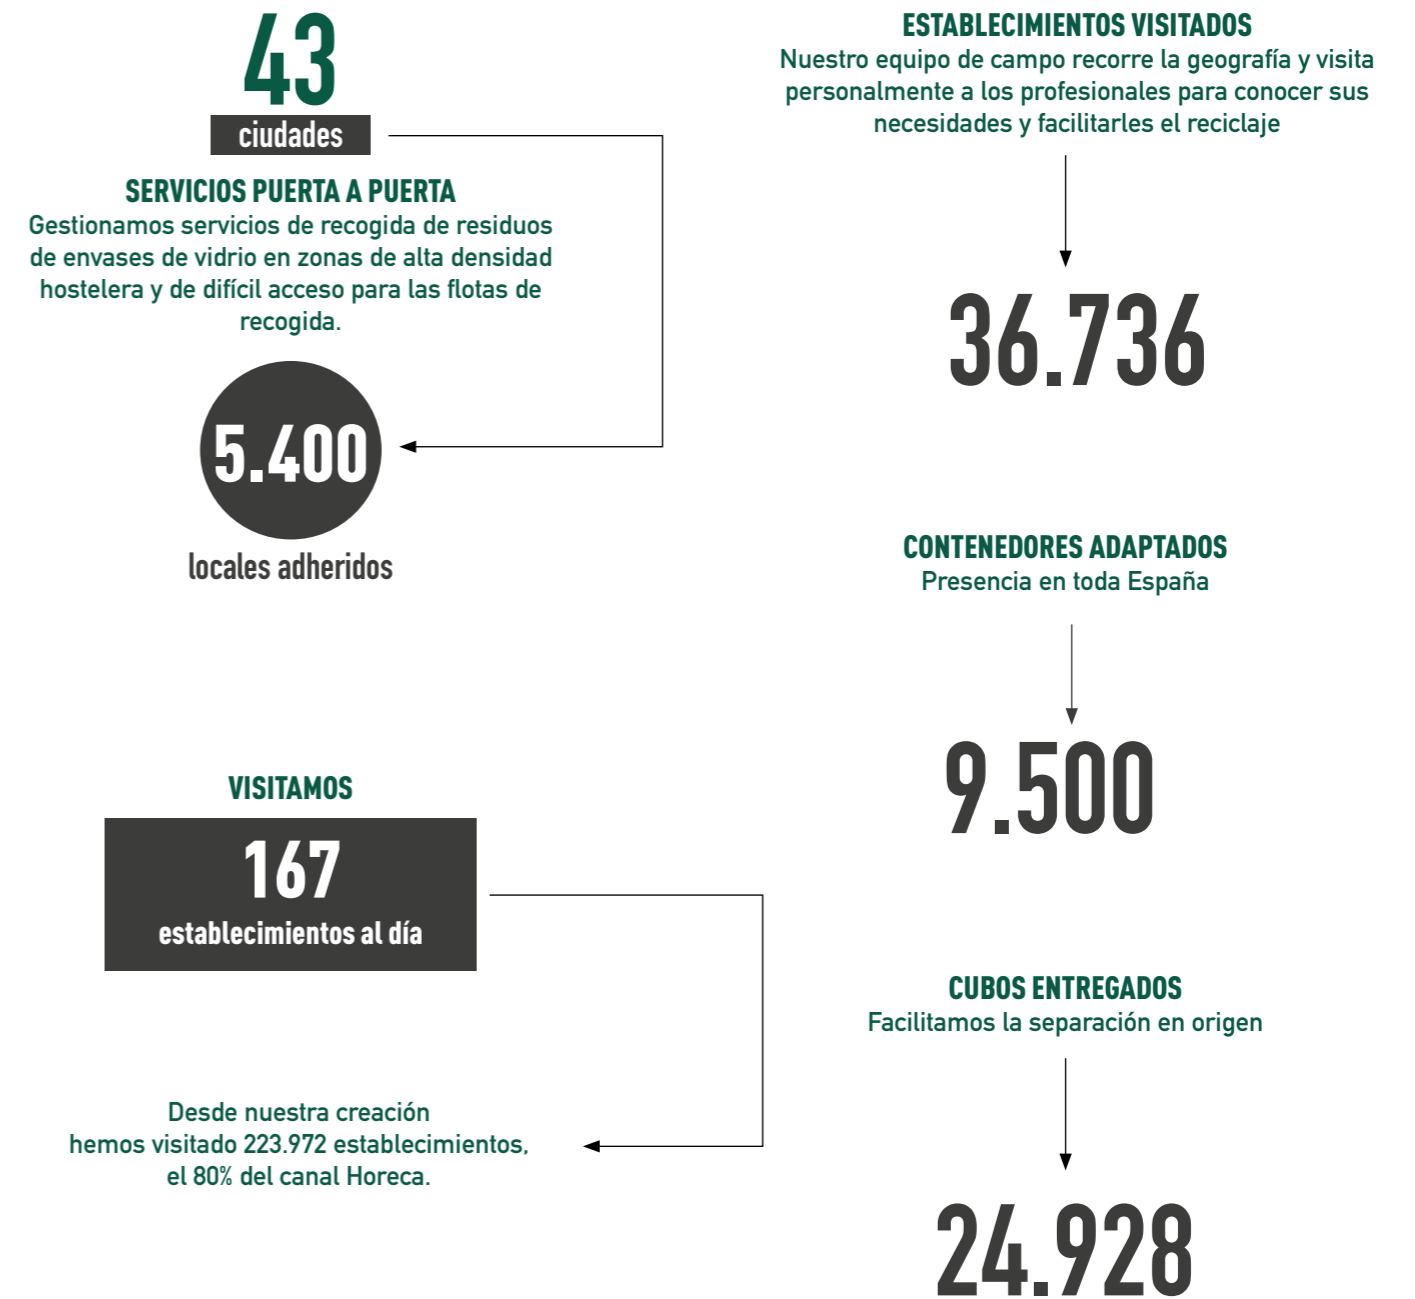 43
ciudades
SERVICIOS PUERTA A PUERTA
Gestionamos servicios de recogida de residuos
de envases de vidrio en zonas de alta densidad
hostelera y de difícil acceso para las flotas de
recogida.
5.400
locales adheridos
VISITAMOS
167
establecimientos al día
Desde nuestra creación
hemos visitado 223.972 establecimientos,
el 80% del canal Horeca.
ESTABLECIMIENTOS VISITADOS
Nuestro equipo de campo recorre la geografía y visita
personalmente a los profesionales para conocer sus
necesidades y facilitarles el reciclaje
36.736
CONTENEDORES ADAPTADOS
Presencia en toda España
9.500
CUBOS ENTREGADOS
Facilitamos la separación en origen
24.928